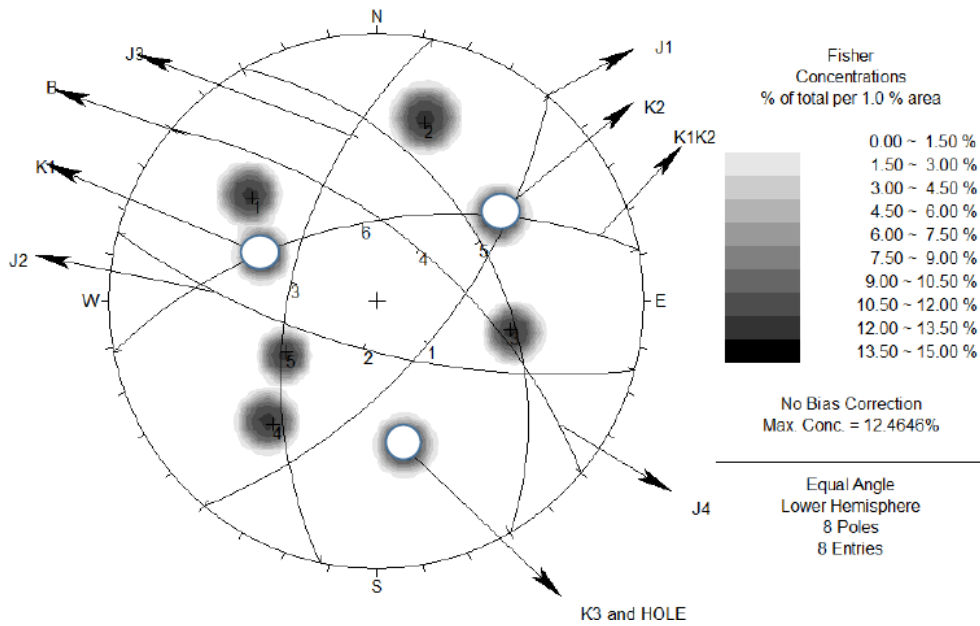 N
J3
J1
B
K2
K1K2
K1
J2
W
E
S
J4
K3 and HOLE
1
2
3
4
5
6
3
5
4
2
1
5
4
Fisher
Concentrations
% of total per 1.0 % area
0.00 ~ 1.50 %
1.50 ~ 3.00 %
3.00 ~ 4.50 %
4.50 ~ 6.00 %
6.00 ~ 7.50 %
7.50 ~ 9.00 %
9.00 ~ 10.50 %
10.50 ~ 12.00 %
12.00 ~ 13.50 %
13.50 ~ 15.00 %
No Bias Correction
Max. Conc. = 12.4646%
Equal Angle
Lower Hemisphere
8 Poles
8 Entries